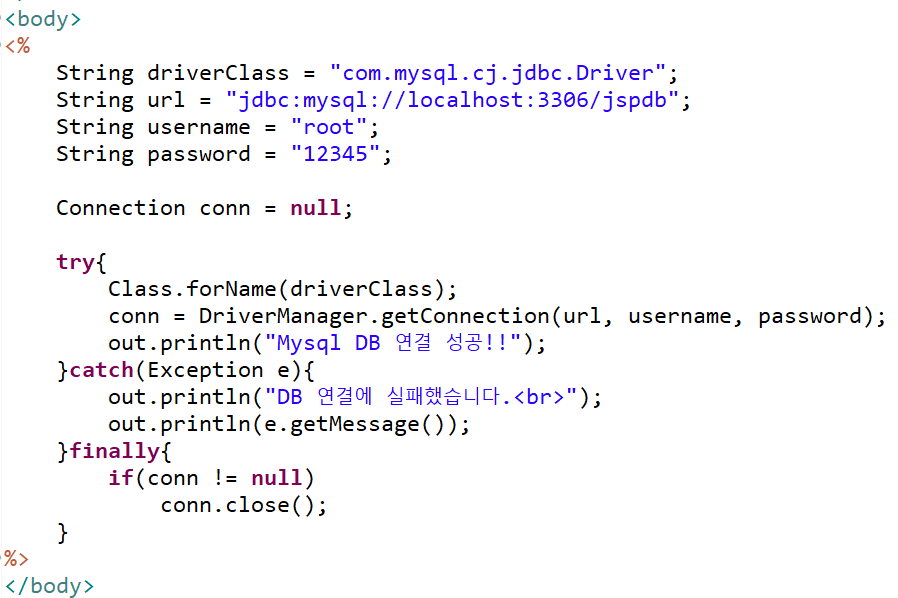 <body>
<%
    String driverClass = "com.mysql.cj.jdbc.Driver";
    String url = "jdbc:mysql://localhost:3306/jspdb";
    String username = "root";
    String password = "12345";
    Connection conn = null;
    try{
        Class.forName(driverClass);
        conn = DriverManager.getConnection(url, username, password);
        out.println("Mysql DB 연결 성공!!");
    }catch(Exception e){
        out.println("DB 연결에 실패했습니다.<br>");
        out.println(e.getMessage());
    }finally{
        if(conn != null)
            conn.close();
    }
%>
</body>